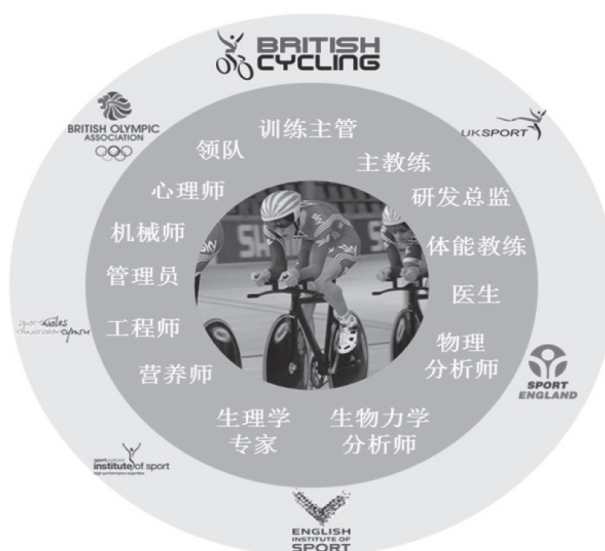 BRITISH
CYCLING
BRITISH OLYMPIC
ASSOCIATION
UK SPORT
SPORT
ENGLAND
ENGLISH
INSTITUTE OF
SPORT
institute of sport
训练主管
领队
主教练
心理师
研发总监
机械师
体能教练
管理员
医生
工程师
物理
分析师
营养师
生理学
专家
生物力学
分析师